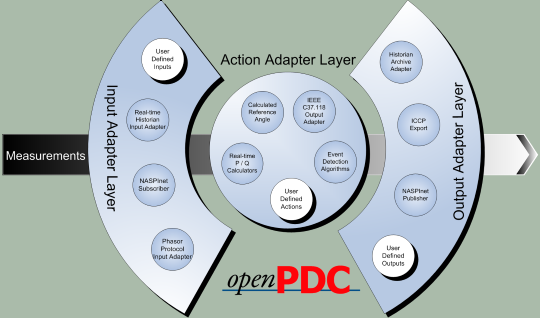 Measurements
Input Adapter Layer
User
Defined
Inputs
Real-time
Historian
Input Adapter
NASPInet
Subscriber
Phasor
Protocol
Input Adapter
Action Adapter Layer
Calculated
Reference
Angle
IEEE
C37.118
Output
Adapter
Real-time
P / Q
Calculators
Event
Detection
Algorithms
User
Defined
Actions
Output Adapter Layer
Historian
Archive
Adapter
ICCP
Export
NASPInet
Publisher
User
Defined
Outputs
openPDC